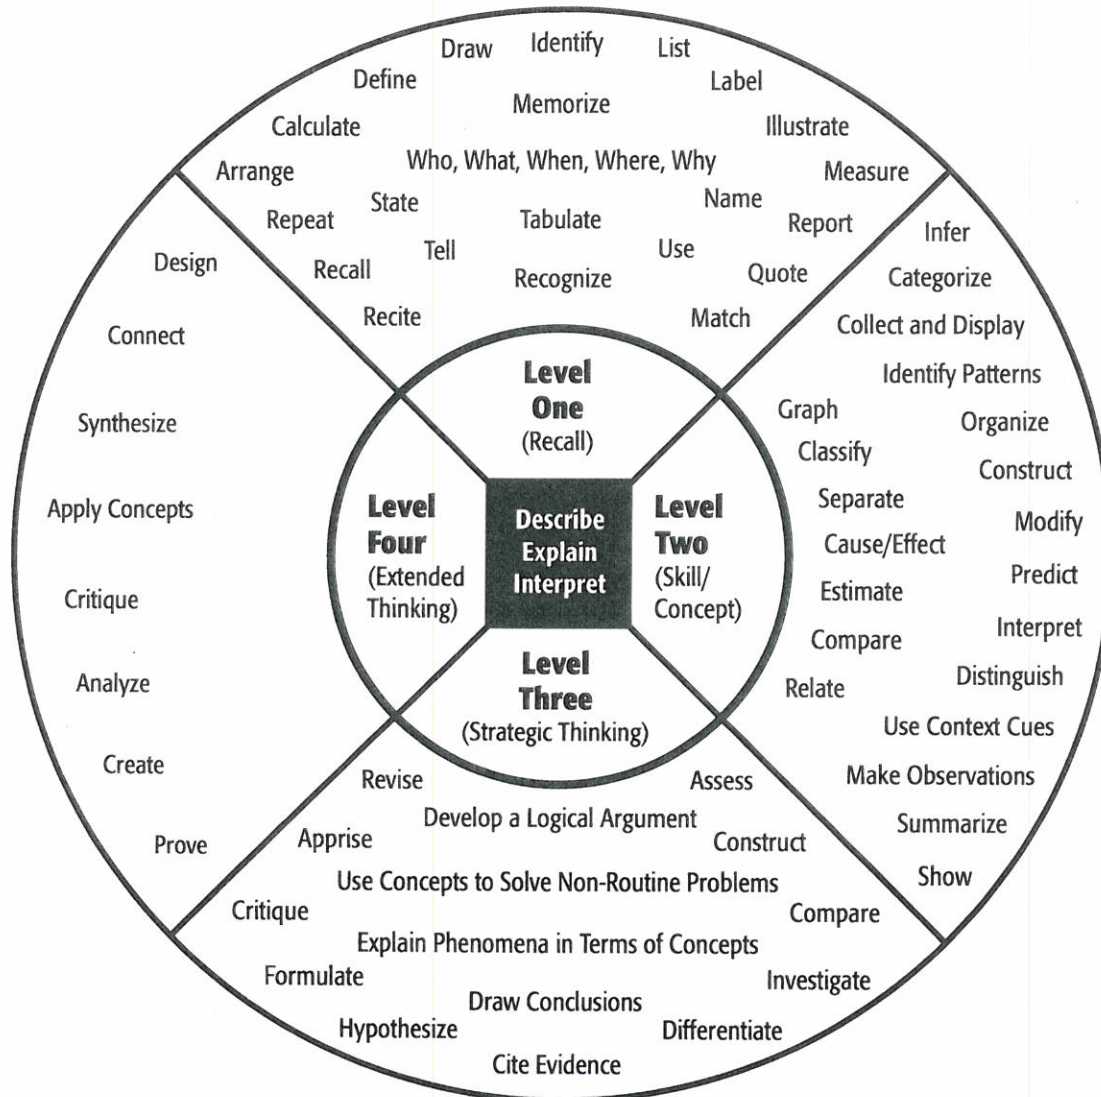 Draw
Identify
List
Define
Label
Memorize
Calculate
Illustrate
Who, What, When, Where, Why
Arrange
Measure
State
Name
Repeat
Tabulate
Report
Tell
Use
Recall
Recognize
Quote
Recite
Match
Level
One
(Recall)
Infer
Categorize
Collect and Display
Identify Patterns
Graph
Organize
Classify
Construct
Separate
Modify
Cause/Effect
Predict
Estimate
Interpret
Compare
Distinguish
Relate
Use Context Cues
Make Observations
Summarize
Show
Level
Two
(Skill/
Concept)
Describe
Explain
Interpret
Level
Four
(Extended
Thinking)
Design
Connect
Synthesize
Apply Concepts
Critique
Analyze
Create
Prove
Level
Three
(Strategic Thinking)
Revise
Assess
Develop a Logical Argument
Apprise
Construct
Use Concepts to Solve Non-Routine Problems
Critique
Compare
Explain Phenomena in Terms of Concepts
Formulate
Investigate
Draw Conclusions
Hypothesize
Differentiate
Cite Evidence